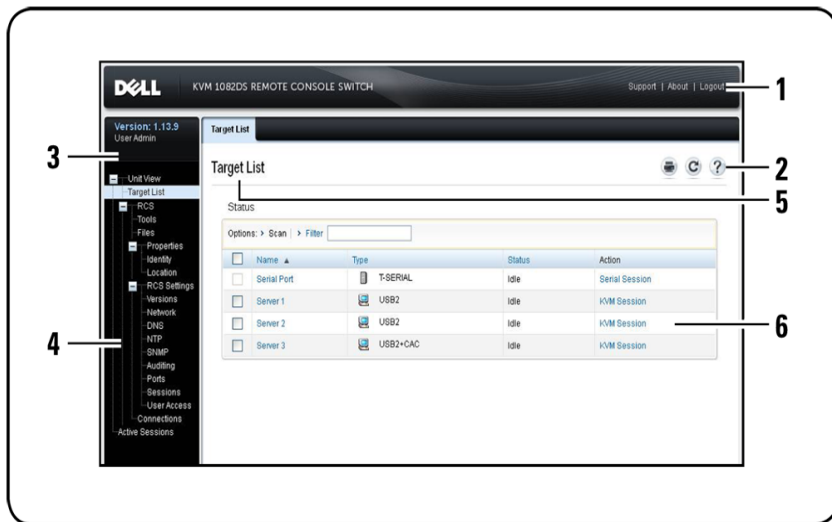 DELL KVM 1082DS REMOTE CONSOLE SWITCH Support | About | Logout 1
Version: 1.13.9
User Admin
Target List
3
Target List 2
5
Unit View
Target List
RCS
Tools
Files
Properties
Identity
Location
RCS Settings
Versions
Network
DNS
NTP
SNMP
Auditing
Ports
Sessions
User Access
Connections
Active Sessions
4
Status
Options: > Scan | > Filter
Name ▲ Type Status Action
Serial Port T-SERIAL Idle Serial Session
Server 1 USB2 Idle KVM Session
Server 2 USB2 Idle KVM Session 6
Server 3 USB2+CAC Idle KVM Session